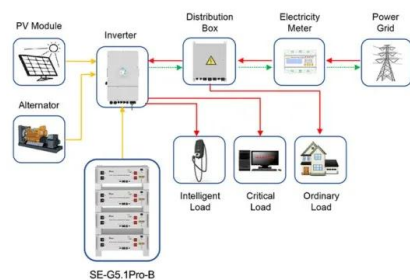 PV Module
Inverter
Distribution
Box
Electricity
Meter
Power
Grid
Alternator
Intelligent
Load
Critical
Load
Ordinary
Load
SE-G5.1Pro-B